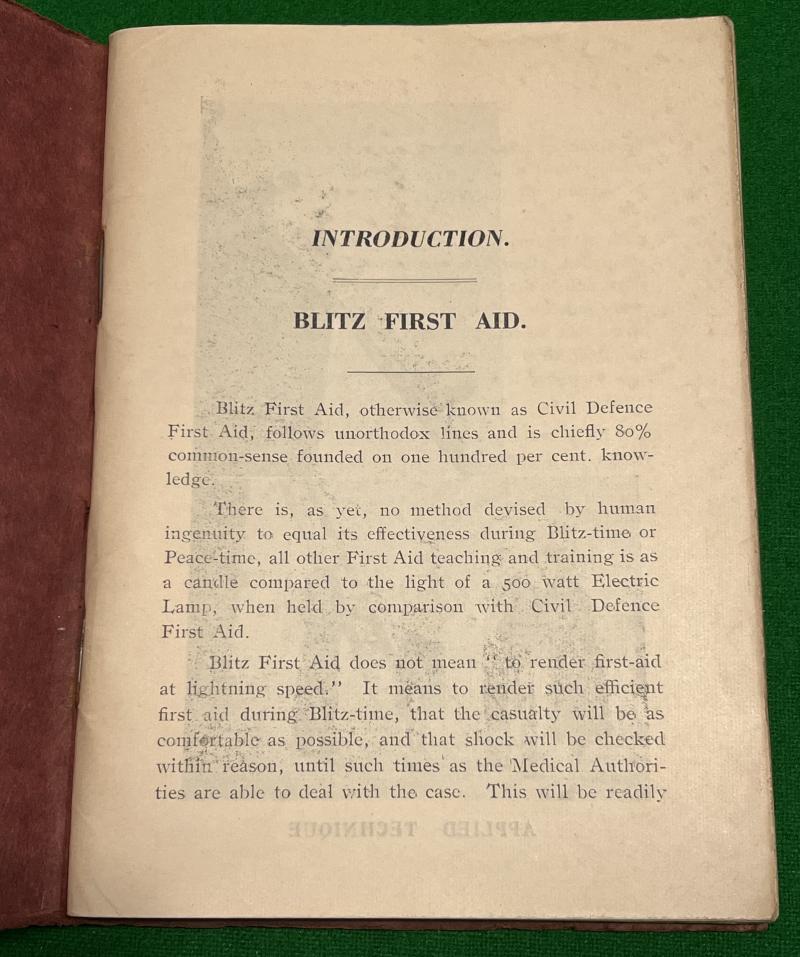 INTRODUCTION.
BLITZ FIRST AID.
Blitz First Aid, otherwise known as Civil Defence
First Aid, follows unorthodox lines and is chiefly 80%
common-sense founded on one hundred per cent. know-
ledge.
There is, as yet, no method devised by human
ingenuity to equal its effectiveness during Blitz-time or
Peace-time, all other First Aid teaching and training is as
a candle compared to the light of a 500 watt Electric
Lamp, when held by comparison with Civil Defence
First Aid.
Blitz First Aid does not mean “ to render first-aid
at lightning speed.” It means to render such efficient
first aid during Blitz-time, that the casualty will be as
comfortable as possible, and that shock will be checked
within reason, until such times as the Medical Authori-
ties are able to deal with the case. This will be readily
APPLIED TECHNIQUE